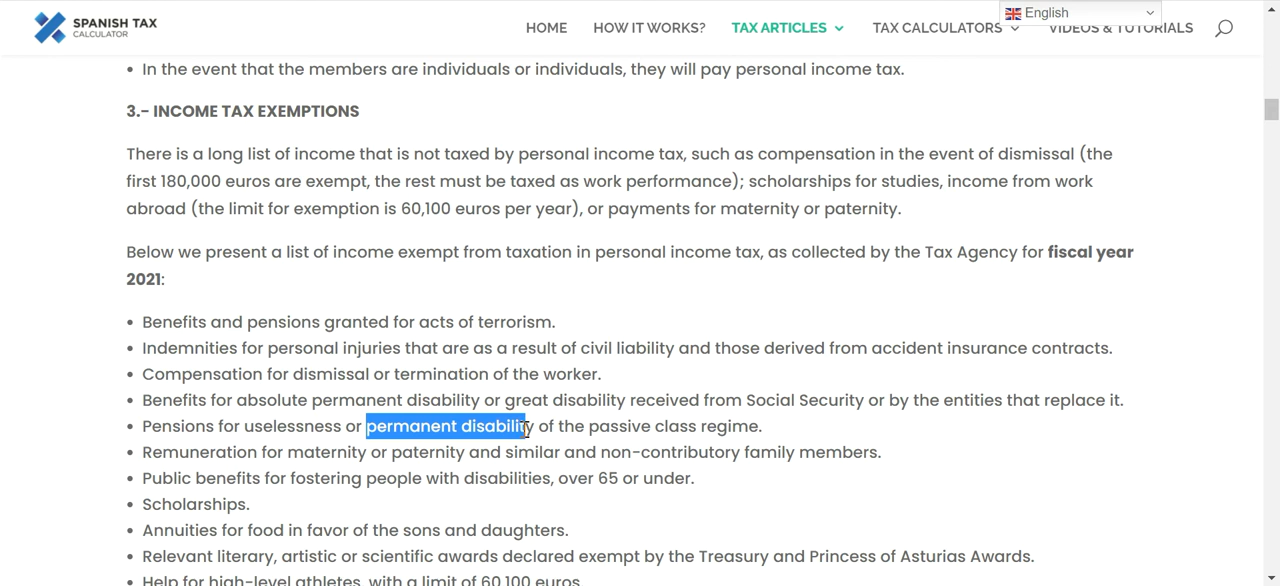 SPANISH TAX
CALCULATOR
HOME
HOW IT WORKS?
TAX ARTICLES
TAX CALCULATORS
VIDEOS & TUTORIALS
English
• In the event that the members are individuals or individuals, they will pay personal income tax.
3.- INCOME TAX EXEMPTIONS
There is a long list of income that is not taxed by personal income tax, such as compensation in the event of dismissal (the
first 180,000 euros are exempt, the rest must be taxed as work performance); scholarships for studies, income from work
abroad (the limit for exemption is 60,100 euros per year), or payments for maternity or paternity.
Below we present a list of income exempt from taxation in personal income tax, as collected by the Tax Agency for fiscal year
2021:
• Benefits and pensions granted for acts of terrorism.
• Indemnities for personal injuries that are as a result of civil liability and those derived from accident insurance contracts.
• Compensation for dismissal or termination of the worker.
• Benefits for absolute permanent disability or great disability received from Social Security or by the entities that replace it.
• Pensions for uselessness or permanent disability of the passive class regime.
• Remuneration for maternity or paternity and similar and non-contributory family members.
• Public benefits for fostering people with disabilities, over 65 or under.
• Scholarships.
• Annuities for food in favor of the sons and daughters.
• Relevant literary, artistic or scientific awards declared exempt by the Treasury and Princess of Asturias Awards.
• Help for high-level athletes, with a limit of 60,100 euros.